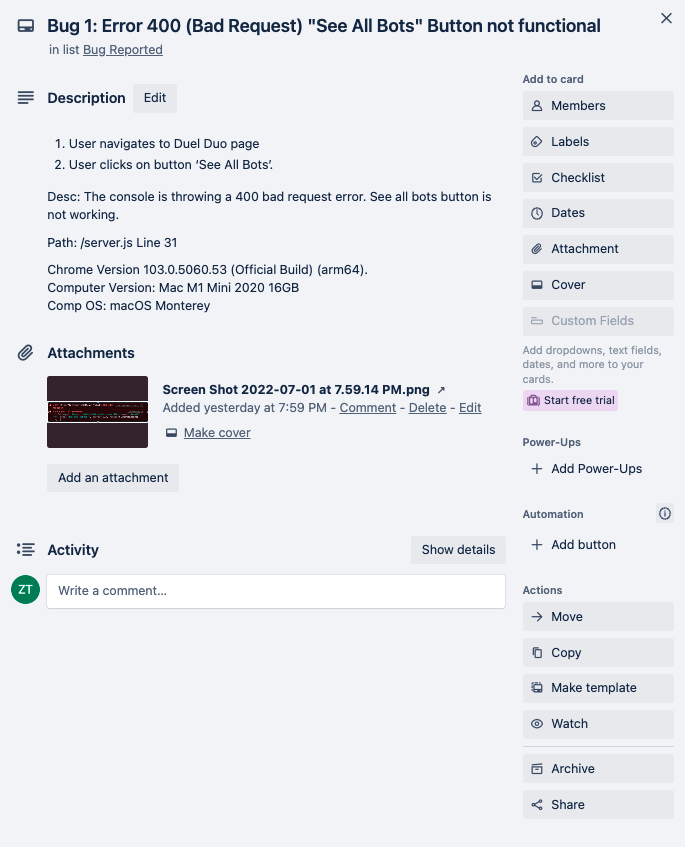 Bug 1: Error 400 (Bad Request) "See All Bots" Button not functional
in list Bug Reported
Description
Edit
1. User navigates to Duel Duo page
2. User clicks on button ‘See All Bots’.
Desc: The console is throwing a 400 bad request error. See all bots button is
not working.
Path: /server.js Line 31
Chrome Version 103.0.5060.53 (Official Build) (arm64).
Computer Version: Mac M1 Mini 2020 16GB
Comp OS: macOS Monterey
Attachments
Screen Shot 2022-07-01 at 7.59.14 PM.png ↗
Added yesterday at 7:59 PM - Comment - Delete - Edit
Make cover
Add an attachment
Activity
Show details
ZT
Write a comment…
Add to card
Members
Labels
Checklist
Dates
Attachment
Cover
Custom Fields
Add dropdowns, text fields,
dates, and more to your
cards.
Start free trial
Power-Ups
+ Add Power-Ups
Automation
+ Add button
Actions
Move
Copy
Make template
Watch
Archive
Share